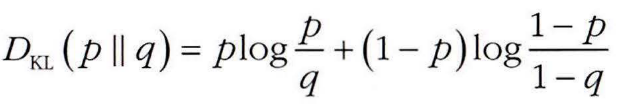 D_KL (p || q) = p log p/q + (1 − p) log (1 − p)/(1 − q)